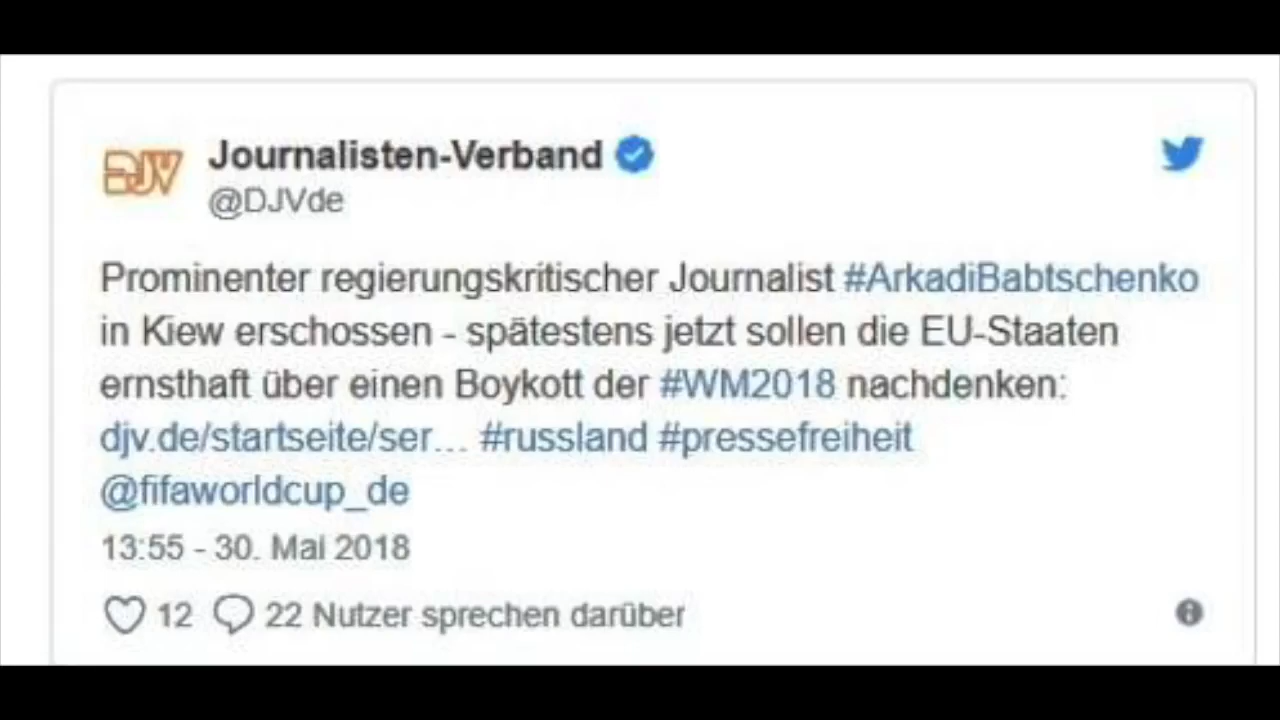 DJV
Journalisten-Verband
@DJVde
Prominenter regierungskritischer Journalist #ArkadiBabtschenko
in Kiew erschossen - spätestens jetzt sollen die EU-Staaten
ernsthaft über einen Boykott der #WM2018 nachdenken:
djv.de/startseite/ser... #russland #pressefreiheit
@fifaworldcup_de
13:55 - 30. Mai 2018
12 22 Nutzer sprechen darüber